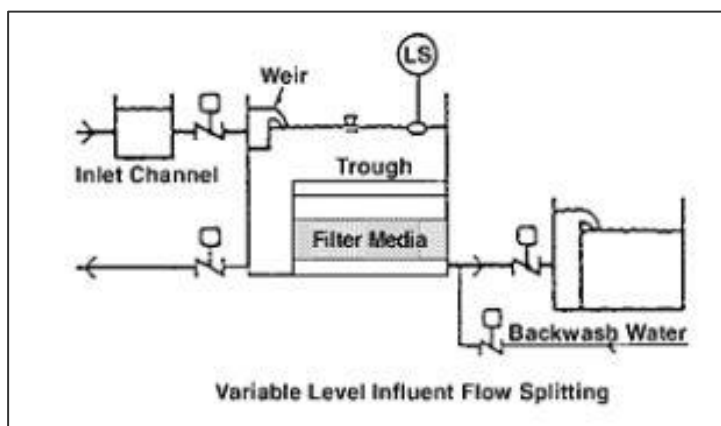 LS
Weir
Inlet Channel
Trough
Filter Media
Backwash Water
Variable Level Influent Flow Splitting